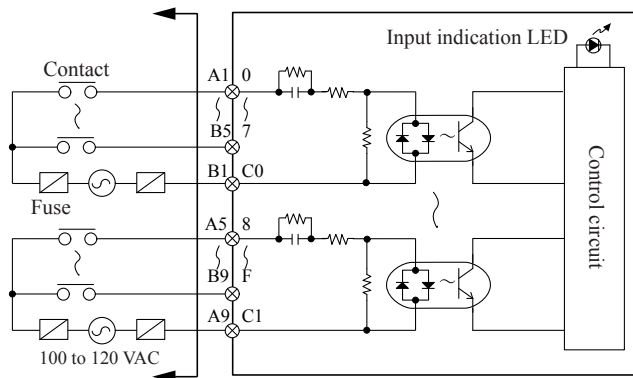 Input indication LED
Contact
A1 0
B5 7
B1 C0
Fuse
A5 8
B9 F
A9 C1
100 to 120 VAC
Control circuit